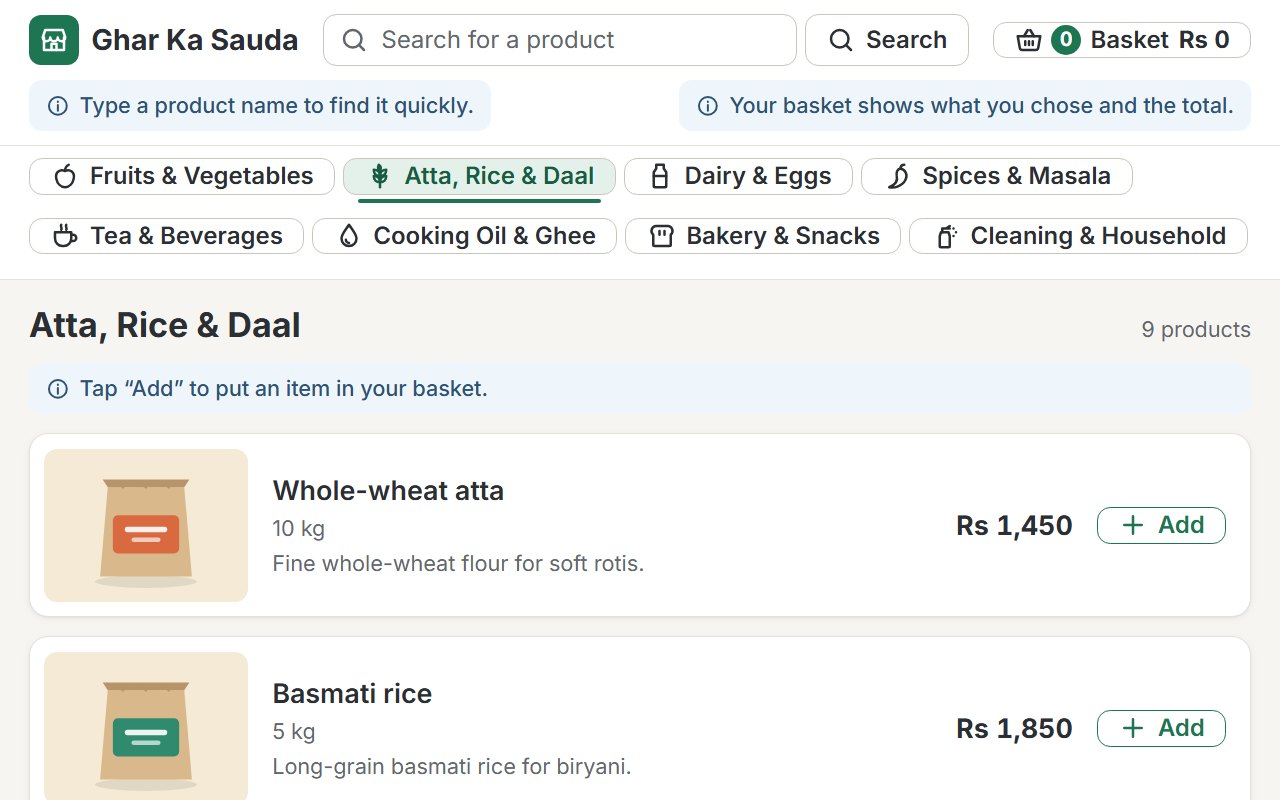 Ghar Ka Sauda
Search for a product
Search
0 Basket Rs 0
Type a product name to find it quickly.
Your basket shows what you chose and the total.
Fruits & Vegetables
Atta, Rice & Daal
Dairy & Eggs
Spices & Masala
Tea & Beverages
Cooking Oil & Ghee
Bakery & Snacks
Cleaning & Household
Atta, Rice & Daal
9 products
Tap “Add” to put an item in your basket.
Whole-wheat atta
10 kg
Fine whole-wheat flour for soft rotis.
Rs 1,450
Add
Basmati rice
5 kg
Long-grain basmati rice for biryani.
Rs 1,850
Add